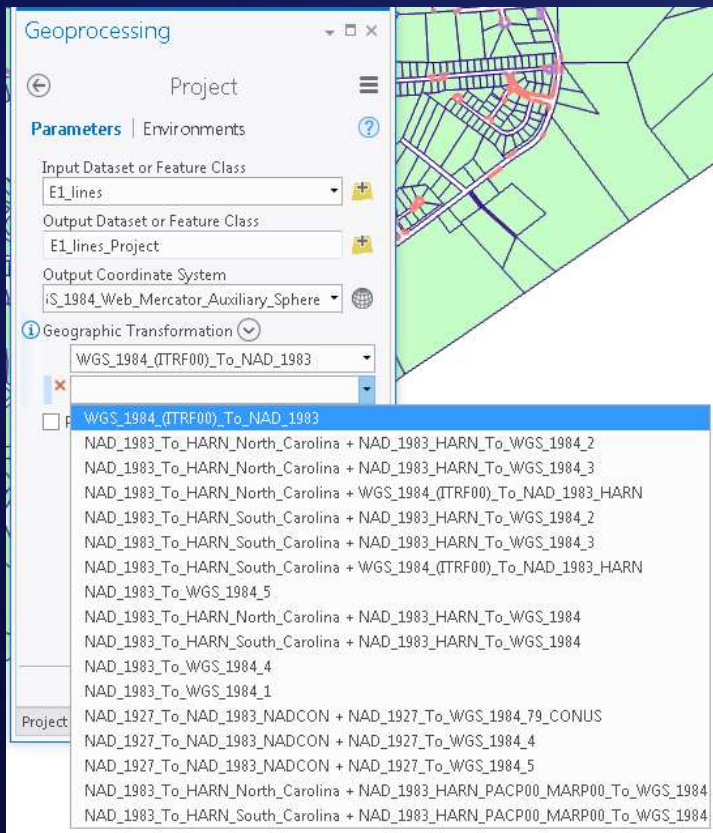 Geoprocessing
Project
Parameters | Environments
Input Dataset or Feature Class
E1_lines
Output Dataset or Feature Class
E1_lines_Project
Output Coordinate System
iS_1984_Web_Mercator_Auxiliary_Sphere
Geographic Transformation
WGS_1984_(ITRF00)_To_NAD_1983
WGS_1984_(ITRF00)_To_NAD_1983
NAD_1983_To_HARN_North_Carolina + NAD_1983_HARN_To_WGS_1984_2
NAD_1983_To_HARN_North_Carolina + NAD_1983_HARN_To_WGS_1984_3
NAD_1983_To_HARN_North_Carolina + WGS_1984_(ITRF00)_To_NAD_1983_HARN
NAD_1983_To_HARN_South_Carolina + NAD_1983_HARN_To_WGS_1984_2
NAD_1983_To_HARN_South_Carolina + NAD_1983_HARN_To_WGS_1984_3
NAD_1983_To_HARN_South_Carolina + WGS_1984_(ITRF00)_To_NAD_1983_HARN
NAD_1983_To_WGS_1984_5
NAD_1983_To_HARN_North_Carolina + NAD_1983_HARN_To_WGS_1984
NAD_1983_To_HARN_South_Carolina + NAD_1983_HARN_To_WGS_1984
NAD_1983_To_WGS_1984_4
NAD_1983_To_WGS_1984_1
Project
NAD_1927_To_NAD_1983_NADCON + NAD_1927_To_WGS_1984_79_CONUS
NAD_1927_To_NAD_1983_NADCON + NAD_1927_To_WGS_1984_4
NAD_1927_To_NAD_1983_NADCON + NAD_1927_To_WGS_1984_5
NAD_1983_To_HARN_North_Carolina + NAD_1983_HARN_PACP00_MARP00_To_WGS_1984
NAD_1983_To_HARN_South_Carolina + NAD_1983_HARN_PACP00_MARP00_To_WGS_1984